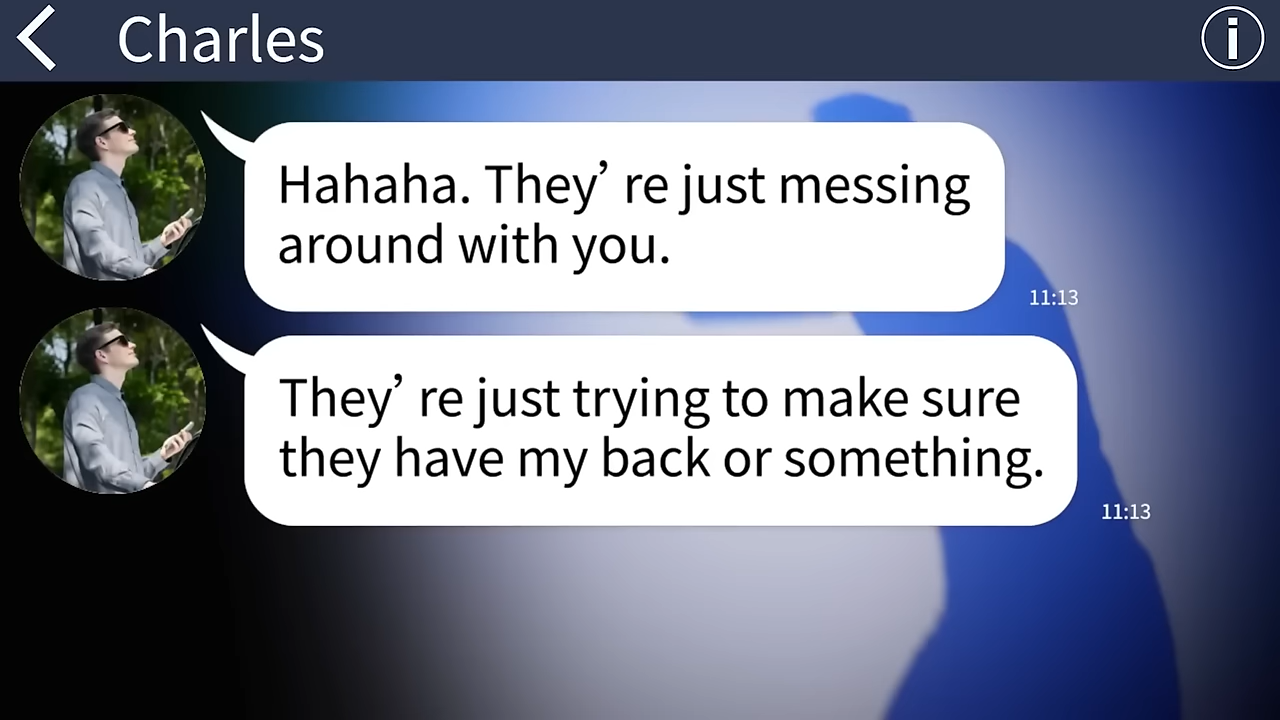 Charles
Hahaha. They’ re just messing
around with you.
11:13
They’ re just trying to make sure
they have my back or something.
11:13